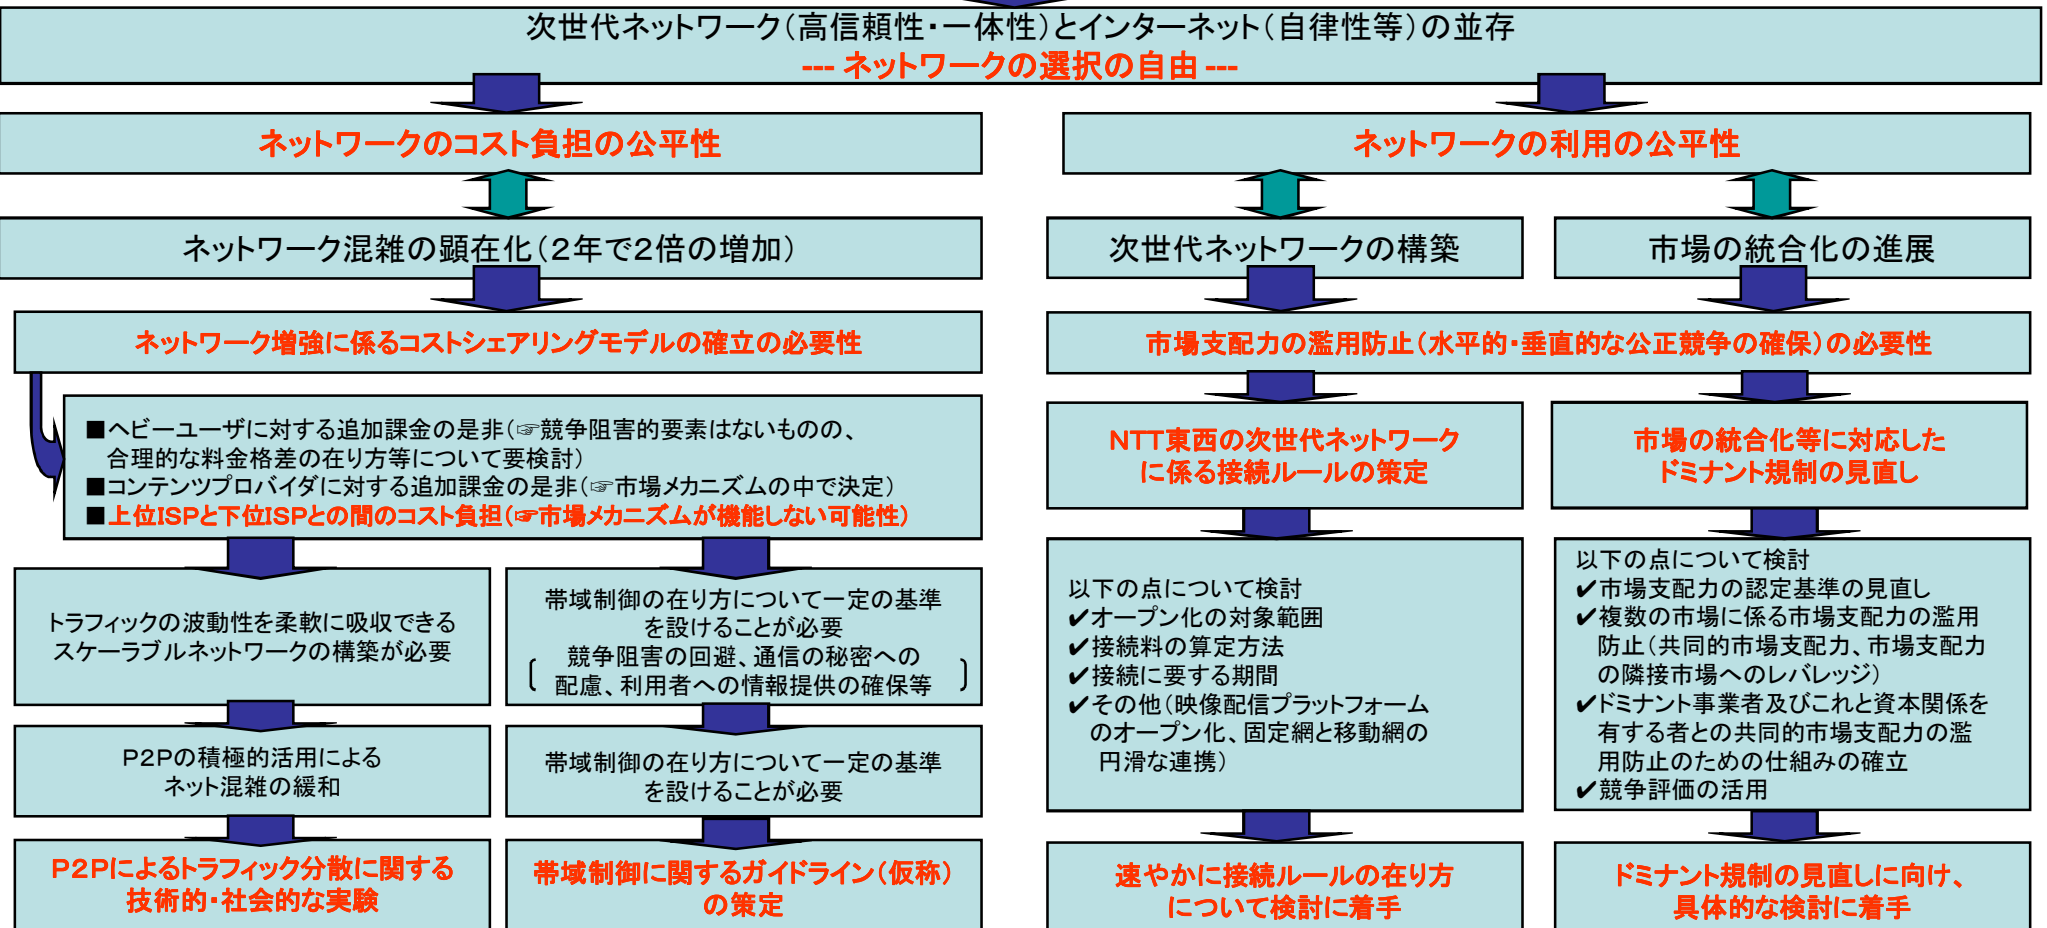 次世代ネットワーク(高信頼性・一体性)とインターネット(自律性等)の並存
--- ネットワークの選択の自由 ---
ネットワークのコスト負担の公平性
ネットワークの利用の公平性
ネットワーク混雑の顕在化(2年で2倍の増加)
次世代ネットワークの構築
市場の統合化の進展
ネットワーク増強に係るコストシェアリングモデルの確立の必要性
市場支配力の濫用防止(水平的・垂直的な公正競争の確保)の必要性
■ヘビーユーザに対する追加課金の是非(☞競争阻害的要素はないものの、
合理的な料金格差の在り方等について要検討)
■コンテンツプロバイダに対する追加課金の是非(☞市場メカニズムの中で決定)
■上位ISPと下位ISPとの間のコスト負担(☞市場メカニズムが機能しない可能性)
NTT東西の次世代ネットワーク
に係る接続ルールの策定
市場の統合化等に対応した
ドミナント規制の見直し
トラフィックの波動性を柔軟に吸収できる
スケーラブルネットワークの構築が必要
帯域制御の在り方について一定の基準
を設けることが必要
競争阻害の回避、通信の秘密への
配慮、利用者への情報提供の確保等
以下の点について検討
✔オープン化の対象範囲
✔接続料の算定方法
✔接続に要する期間
✔その他(映像配信プラットフォーム
のオープン化、固定網と移動網の
円滑な連携)
以下の点について検討
✔市場支配力の認定基準の見直し
✔複数の市場に係る市場支配力の濫用
防止(共同的市場支配力、市場支配力
の隣接市場へのレバレッジ)
✔ドミナント事業者及びこれと資本関係を
有する者との共同的市場支配力の濫
用防止のための仕組みの確立
✔競争評価の活用
P2Pの積極的活用による
ネット混雑の緩和
帯域制御の在り方について一定の基準
を設けることが必要
P2Pによるトラフィック分散に関する
技術的・社会的な実験
帯域制御に関するガイドライン(仮称)
の策定
速やかに接続ルールの在り方
について検討に着手
ドミナント規制の見直しに向け、
具体的な検討に着手